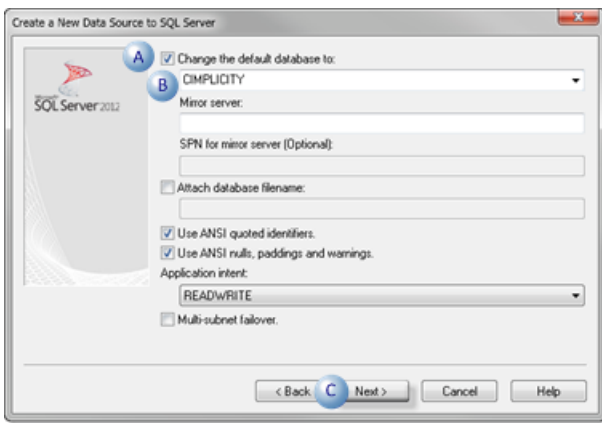 Create a New Data Source to SQL Server
A
Change the default database to:
B
CIMPLICITY
Mirror server:
SQL Server 2012
SPN for mirror server (Optional):
Attach database filename:
Use ANSI quoted identifiers.
Use ANSI nulls, paddings and warnings.
Application intent:
READWRITE
Multi-subnet failover.
< Back
C
Next >
Cancel
Help